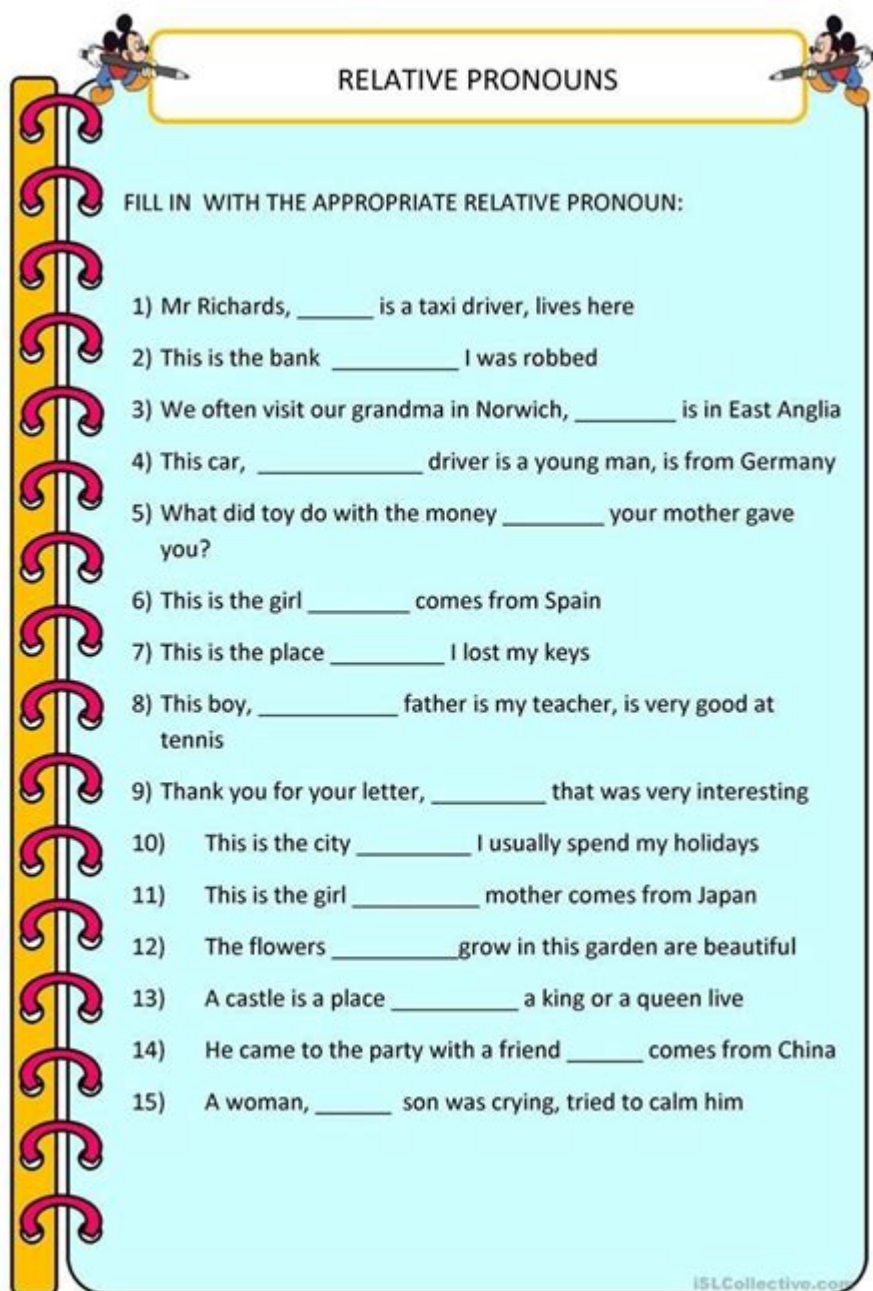 RELATIVE PRONOUNS
FILL IN WITH THE APPROPRIATE RELATIVE PRONOUN:
1) Mr Richards, ______ is a taxi driver, lives here
2) This is the bank __________ I was robbed
3) We often visit our grandma in Norwich, ________ is in East Anglia
4) This car, _____________ driver is a young man, is from Germany
5) What did toy do with the money ________ your mother gave
you?
6) This is the girl ________ comes from Spain
7) This is the place _________ I lost my keys
8) This boy, ___________ father is my teacher, is very good at
tennis
9) Thank you for your letter, _________ that was very interesting
10) This is the city _________ I usually spend my holidays
11) This is the girl __________ mother comes from Japan
12) The flowers __________grow in this garden are beautiful
13) A castle is a place __________ a king or a queen live
14) He came to the party with a friend ______ comes from China
15) A woman, ______ son was crying, tried to calm him
iSLCollective.com